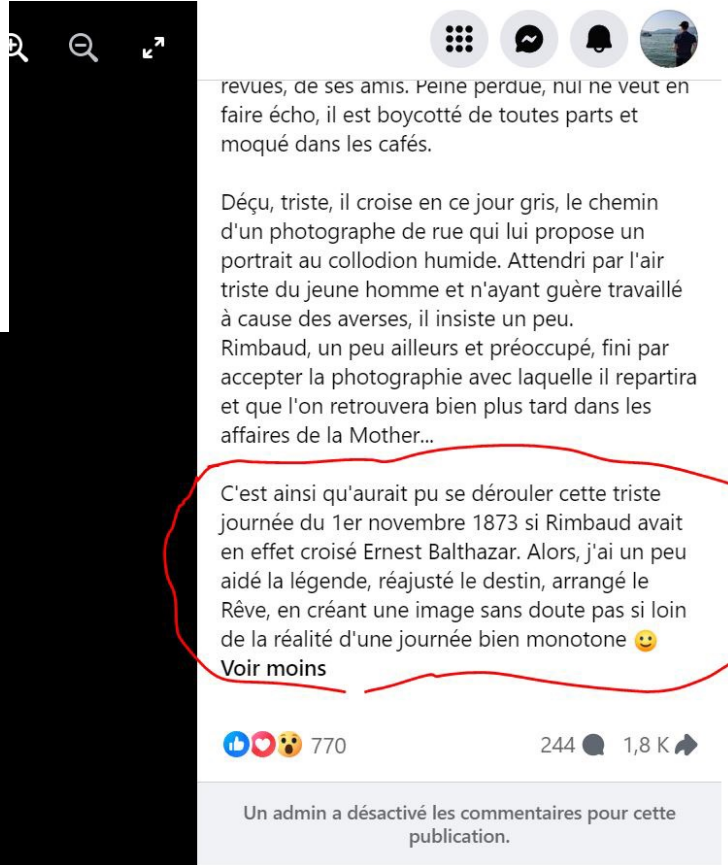 revues, de ses amis. Peine perdue, nul ne veut en
faire écho, il est boycotté de toutes parts et
moqué dans les cafés.
Déçu, triste, il croise en ce jour gris, le chemin
d'un photographe de rue qui lui propose un
portrait au collodion humide. Attendri par l'air
triste du jeune homme et n'ayant guère travaillé
à cause des averses, il insiste un peu.
Rimbaud, un peu ailleurs et préoccupé, fini par
accepter la photographie avec laquelle il repartira
et que l'on retrouvera bien plus tard dans les
affaires de la Mother...
C'est ainsi qu'aurait pu se dérouler cette triste
journée du 1er novembre 1873 si Rimbaud avait
en effet croisé Ernest Balthazar. Alors, j'ai un peu
aidé la légende, réajusté le destin, arrangé le
Rêve, en créant une image sans doute pas si loin
de la réalité d'une journée bien monotone 🙂
Voir moins
770 244 1,8 K
Un admin a désactivé les commentaires pour cette
publication.